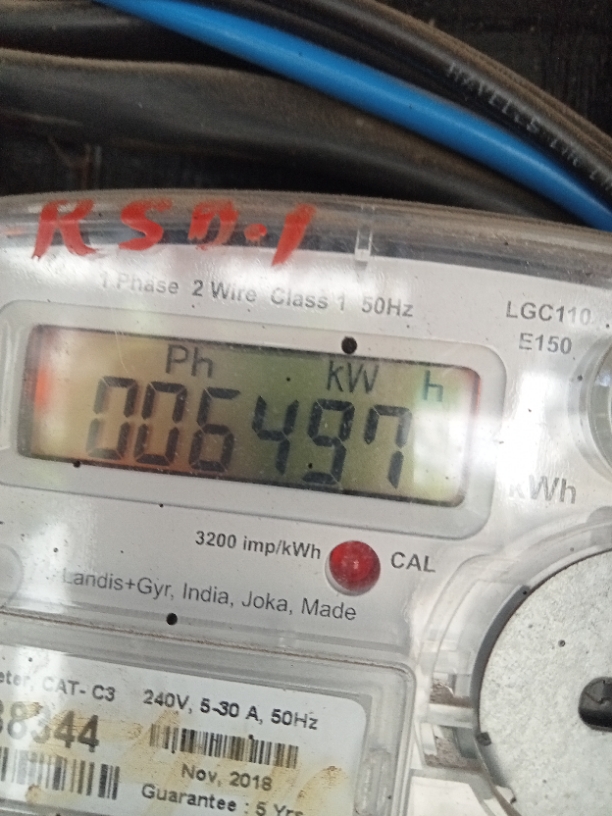 HAVELLS
KSD.1
1 Phase 2 Wire Class 1 50Hz
LGC110
E150
Ph kW h
006497
kWh
3200 imp/kWh
CAL
Landis+Gyr, India, Joka, Made
CAT- C3
240V, 5-30 A, 50Hz
8344
Nov, 2018
Guarantee : 5 Yrs